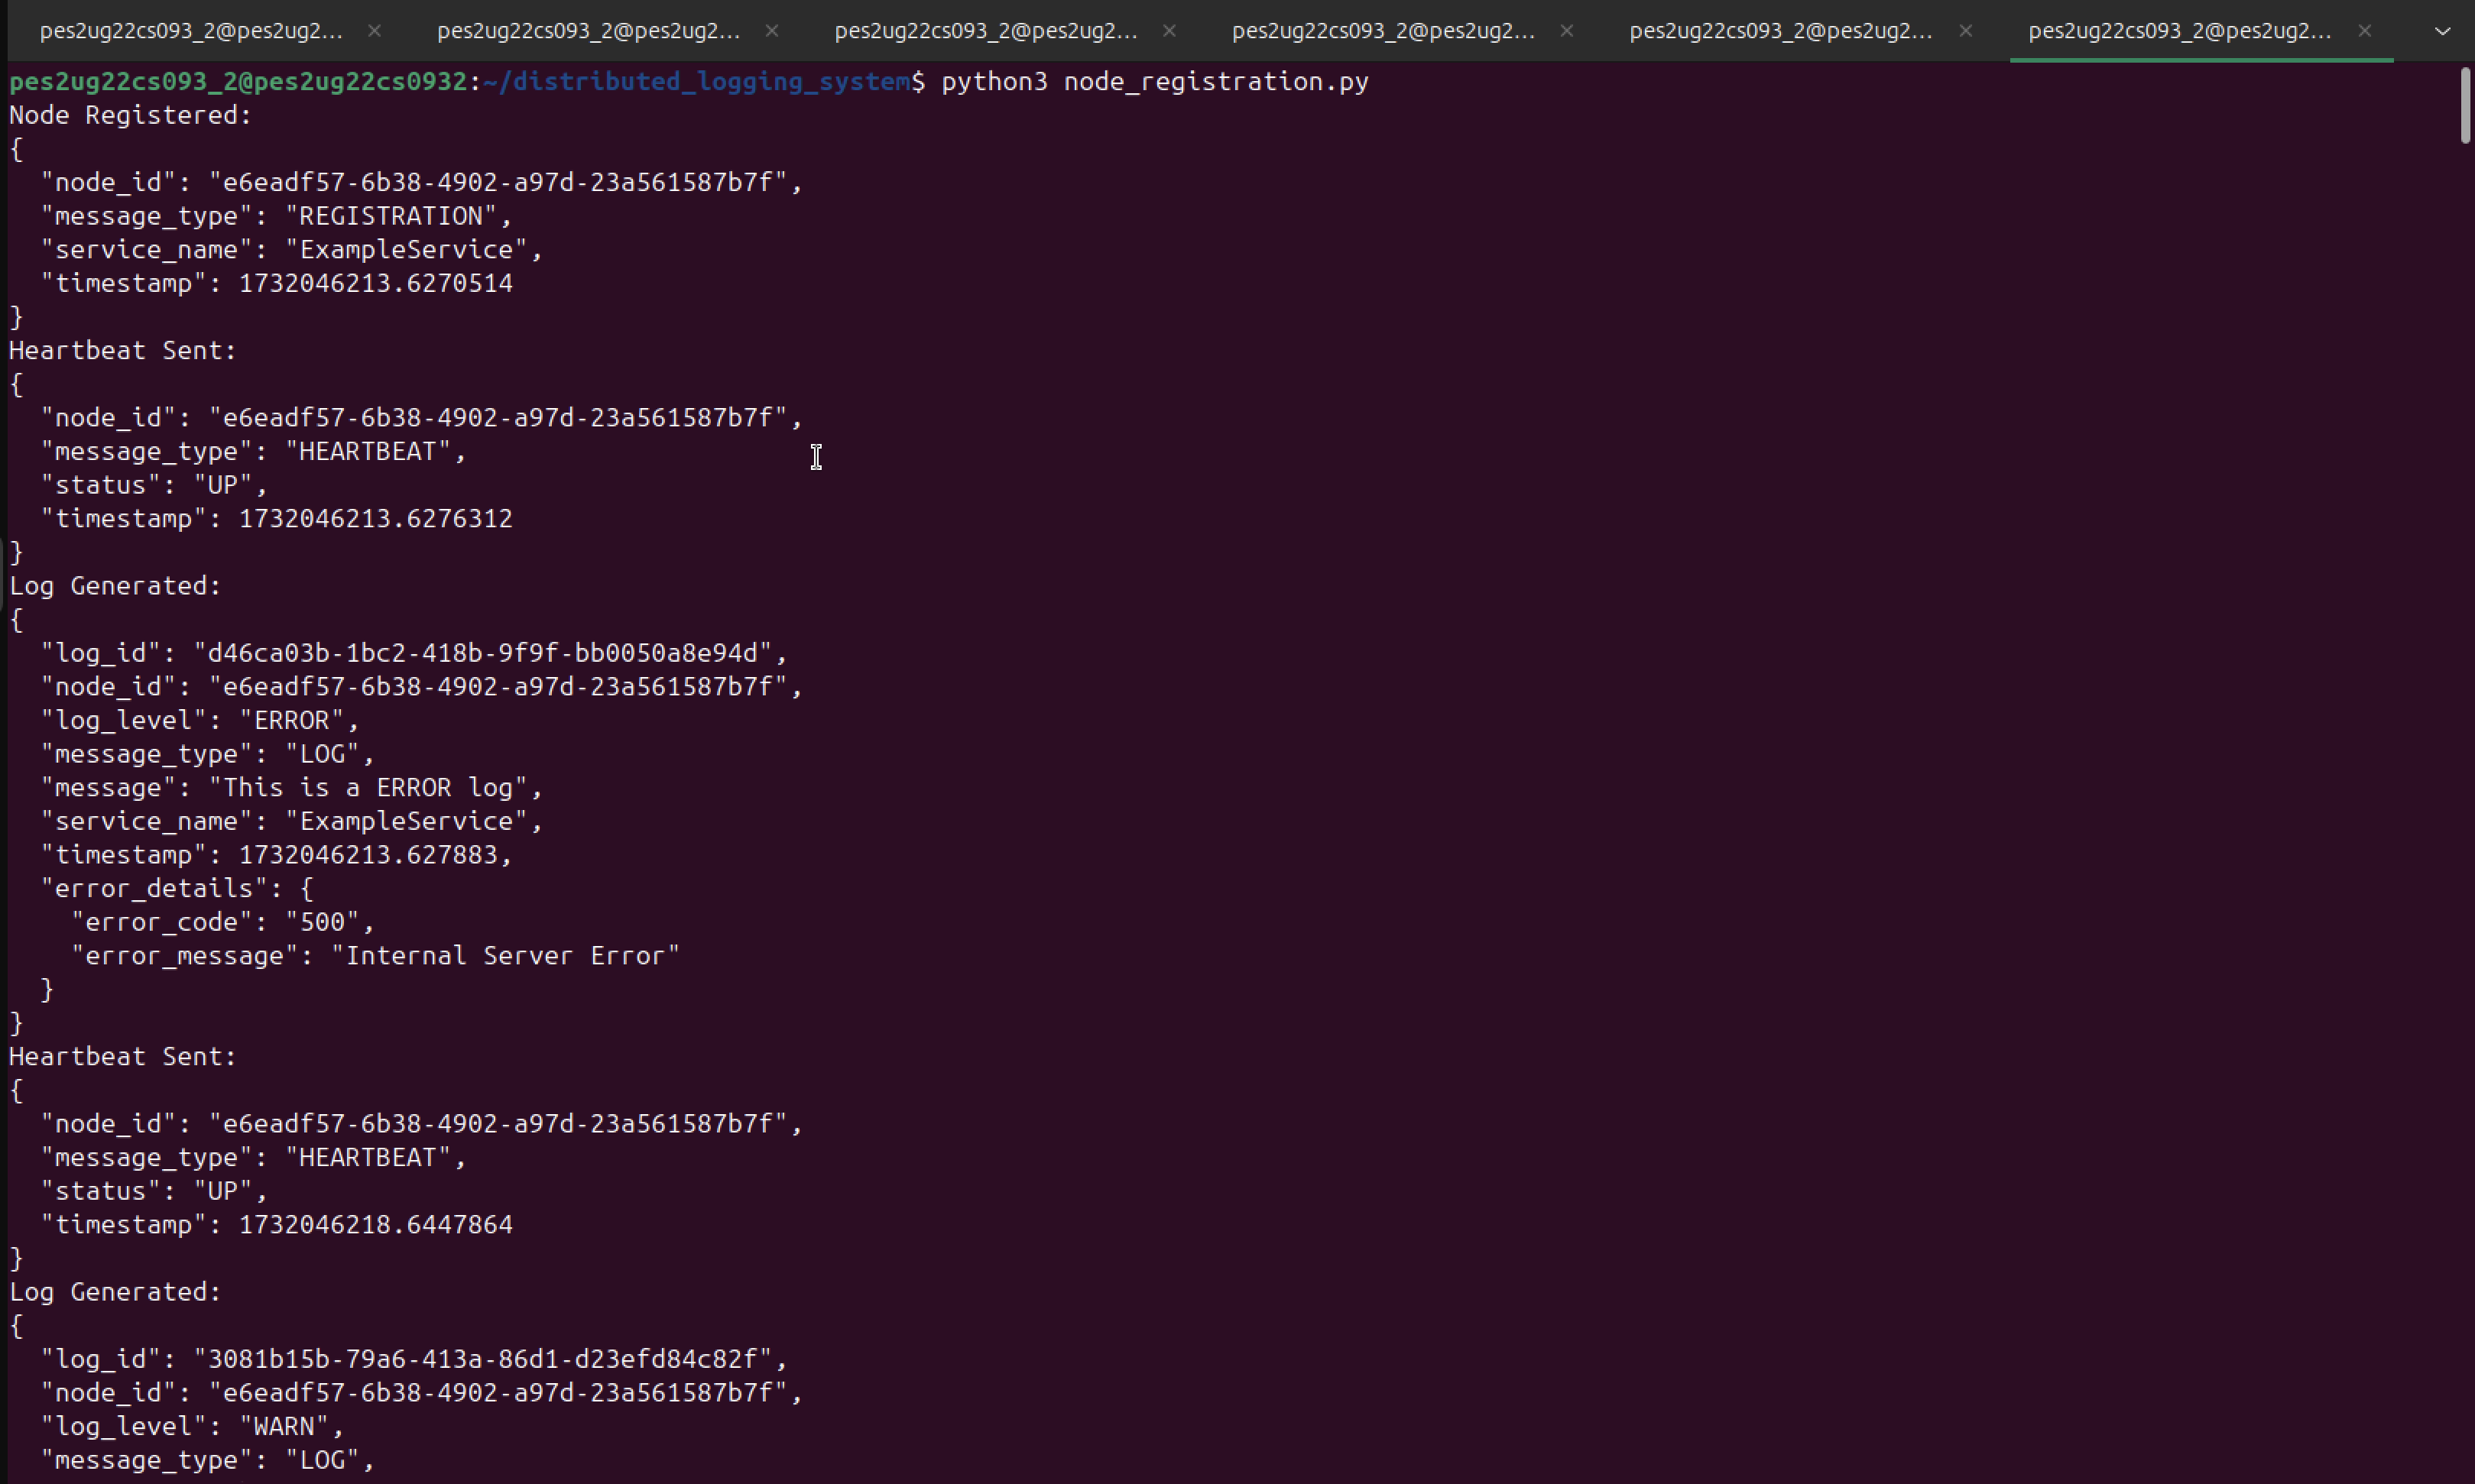 pes2ug22cs093_2@pes2ug2... pes2ug22cs093_2@pes2ug2... pes2ug22cs093_2@pes2ug2... pes2ug22cs093_2@pes2ug2... pes2ug22cs093_2@pes2ug2... pes2ug22cs093_2@pes2ug2...
pes2ug22cs093_2@pes2ug22cs0932:~/distributed_logging_system$ python3 node_registration.py
Node Registered:
{
  "node_id": "e6eadf57-6b38-4902-a97d-23a561587b7f",
  "message_type": "REGISTRATION",
  "service_name": "ExampleService",
  "timestamp": 1732046213.6270514
}
Heartbeat Sent:
{
  "node_id": "e6eadf57-6b38-4902-a97d-23a561587b7f",
  "message_type": "HEARTBEAT",
  "status": "UP",
  "timestamp": 1732046213.6276312
}
Log Generated:
{
  "log_id": "d46ca03b-1bc2-418b-9f9f-bb0050a8e94d",
  "node_id": "e6eadf57-6b38-4902-a97d-23a561587b7f",
  "log_level": "ERROR",
  "message_type": "LOG",
  "message": "This is a ERROR log",
  "service_name": "ExampleService",
  "timestamp": 1732046213.627883,
  "error_details": {
    "error_code": "500",
    "error_message": "Internal Server Error"
  }
}
Heartbeat Sent:
{
  "node_id": "e6eadf57-6b38-4902-a97d-23a561587b7f",
  "message_type": "HEARTBEAT",
  "status": "UP",
  "timestamp": 1732046218.6447864
}
Log Generated:
{
  "log_id": "3081b15b-79a6-413a-86d1-d23efd84c82f",
  "node_id": "e6eadf57-6b38-4902-a97d-23a561587b7f",
  "log_level": "WARN",
  "message_type": "LOG",